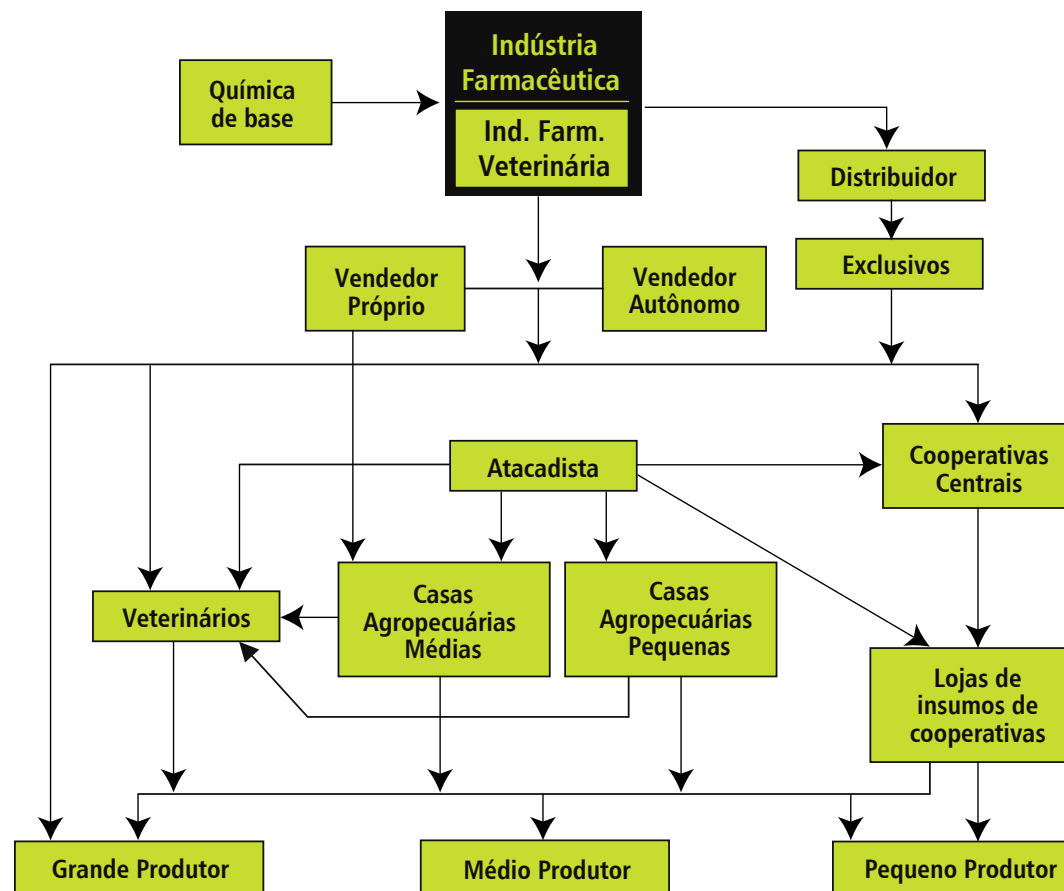 Indústria
Farmacêutica
Química
de base
Ind. Farm.
Veterinária
Distribuidor
Exclusivos
Vendedor
Próprio
Vendedor
Autônomo
Atacadista
Cooperativas
Centrais
Veterinários
Casas
Agropecuárias
Médias
Casas
Agropecuárias
Pequenas
Lojas de
insumos de
cooperativas
Grande Produtor
Médio Produtor
Pequeno Produtor